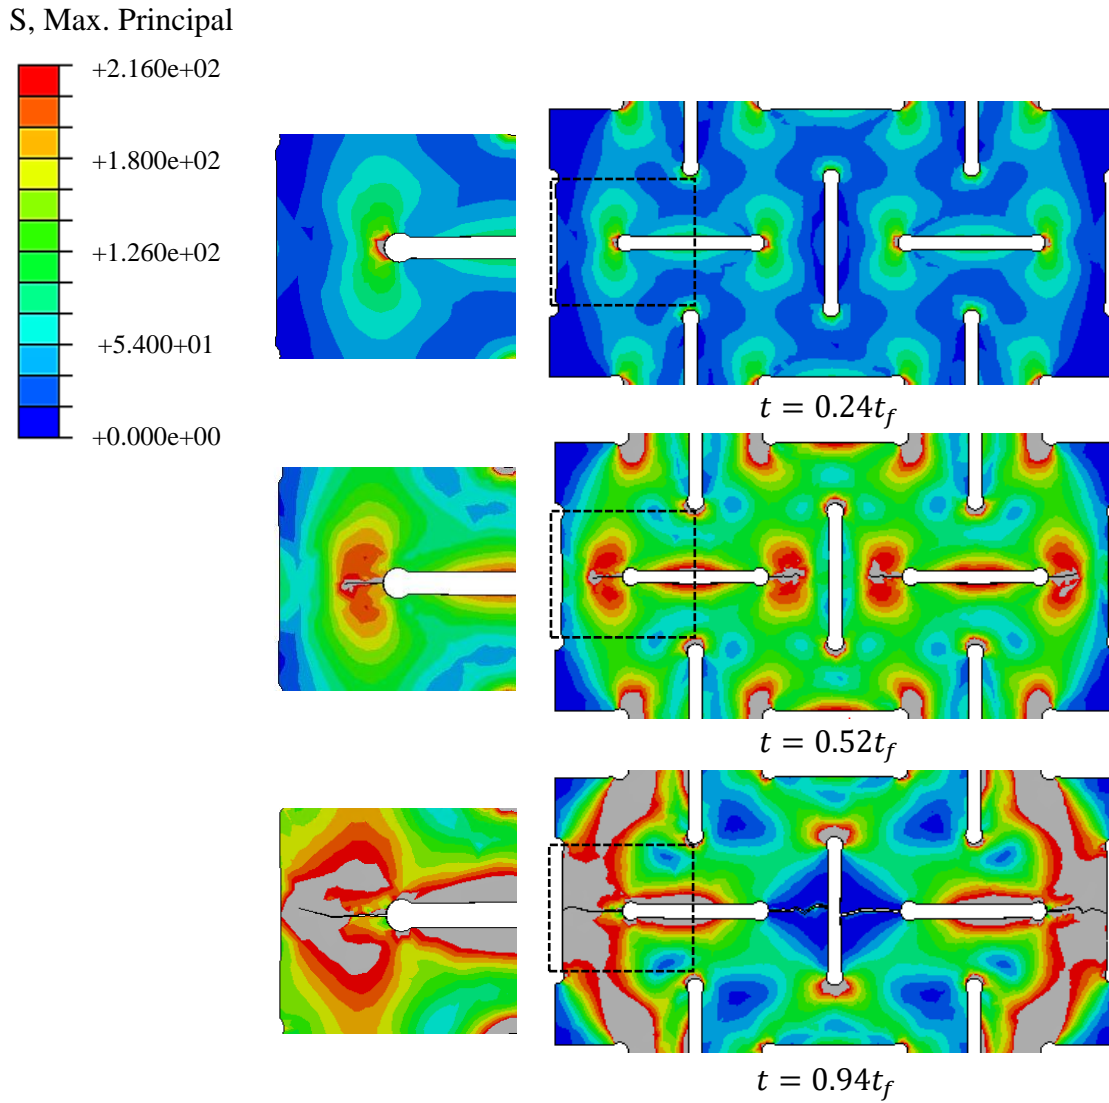 S, Max. Principal
+2.160e+02
+1.800e+02
+1.260e+02
+5.400+01
+0.000e+00
t = 0.24t_f
t = 0.52t_f
t = 0.94t_f